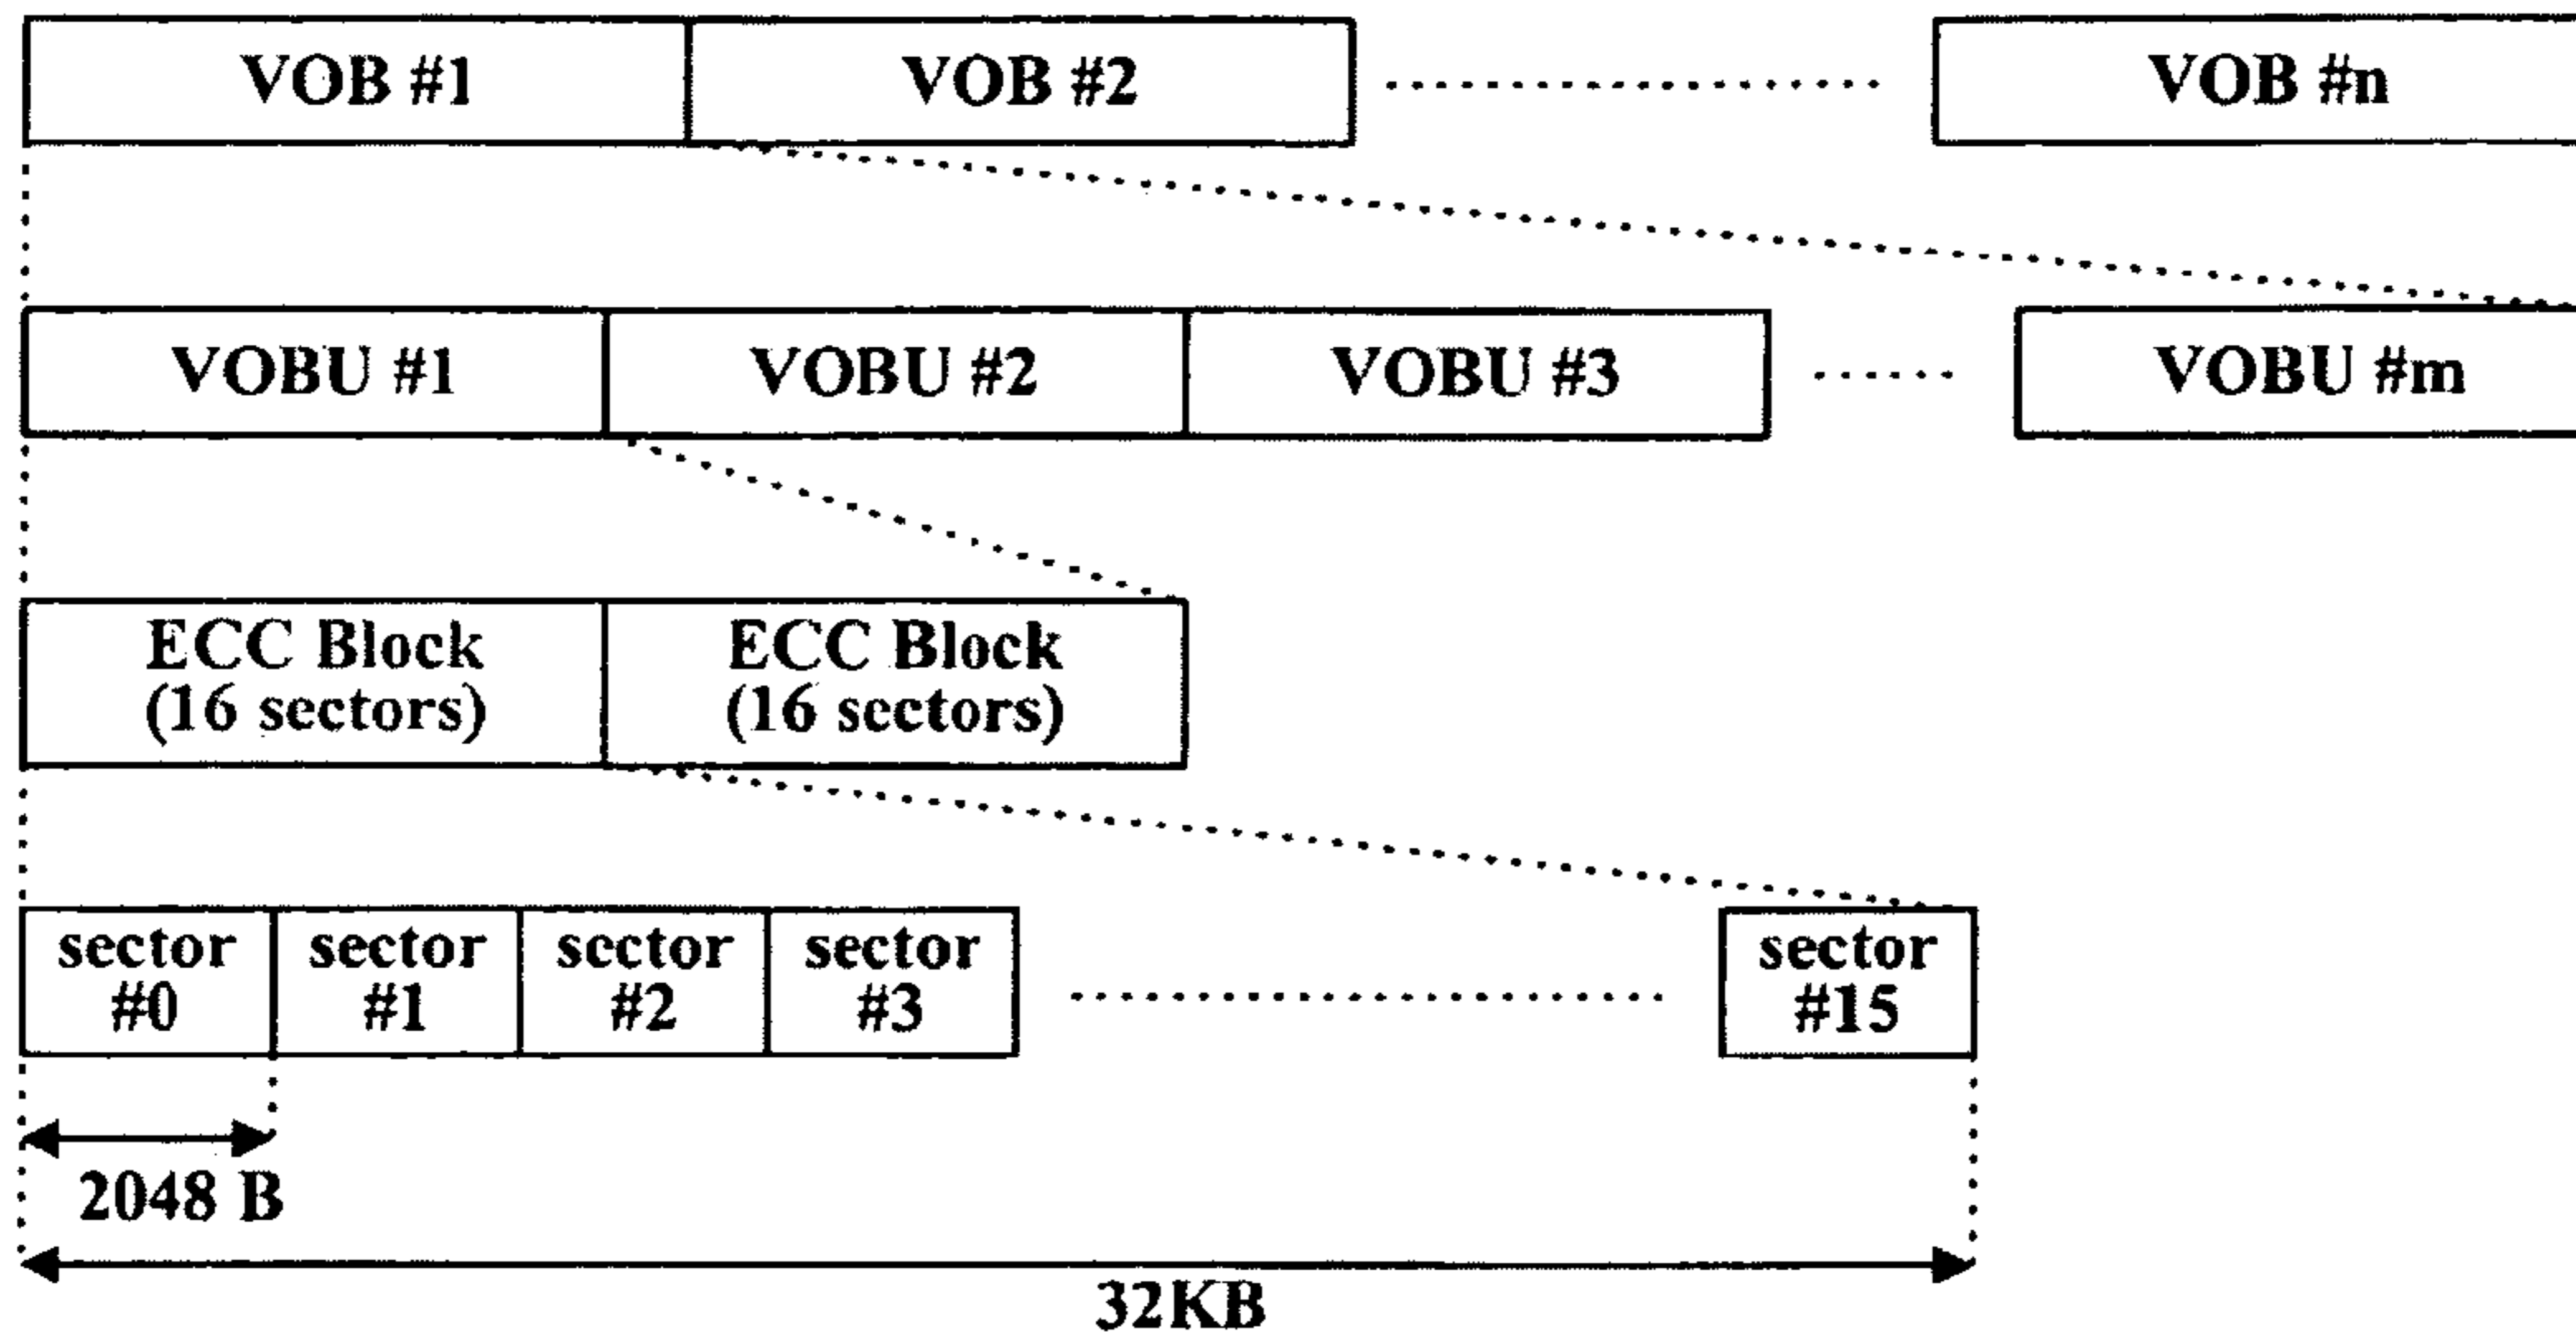 VOB #1 VOB #2 VOB #n
VOBU #1 VOBU #2 VOBU #3 VOBU #m
ECC Block ECC Block
(16 sectors) (16 sectors)
sector sector sector sector sector
#0 #1 #2 #3 #15
2048 B
32KB